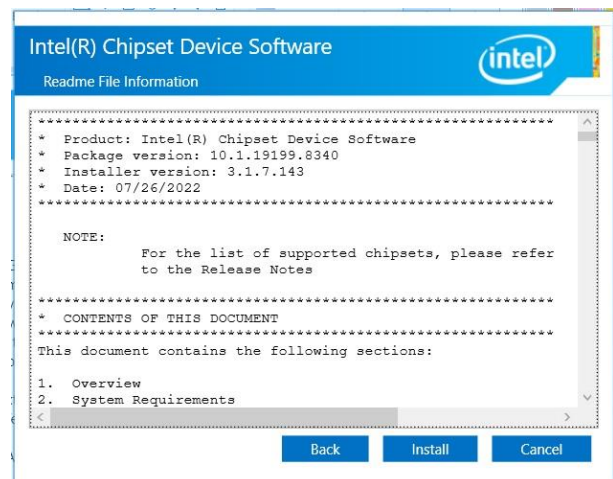 Intel(R) Chipset Device Software
intel
Readme File Information
************************************************************
* Product: Intel(R) Chipset Device Software
* Package version: 10.1.19199.8340
* Installer version: 3.1.7.143
* Date: 07/26/2022
************************************************************
NOTE:
For the list of supported chipsets, please refer
to the Release Notes
************************************************************
* CONTENTS OF THIS DOCUMENT
************************************************************
This document contains the following sections:
1. Overview
2. System Requirements
Back Install Cancel